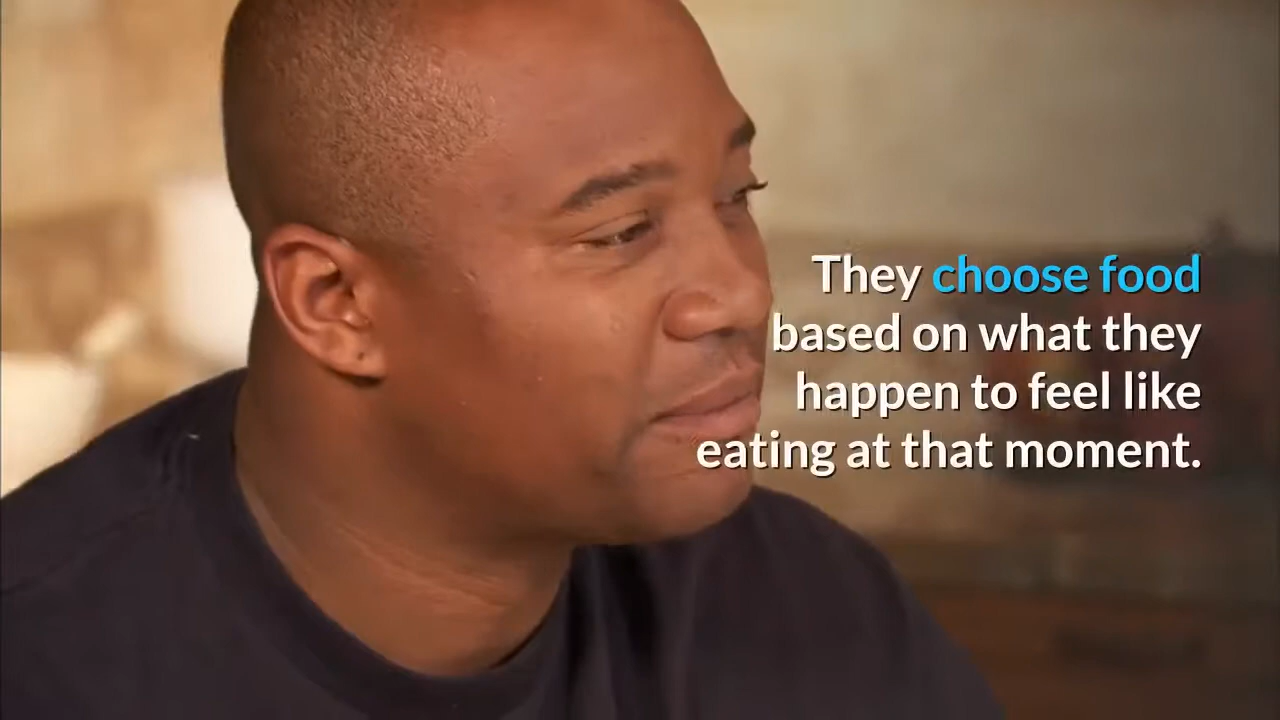 They choose food
based on what they
happen to feel like
eating at that moment.